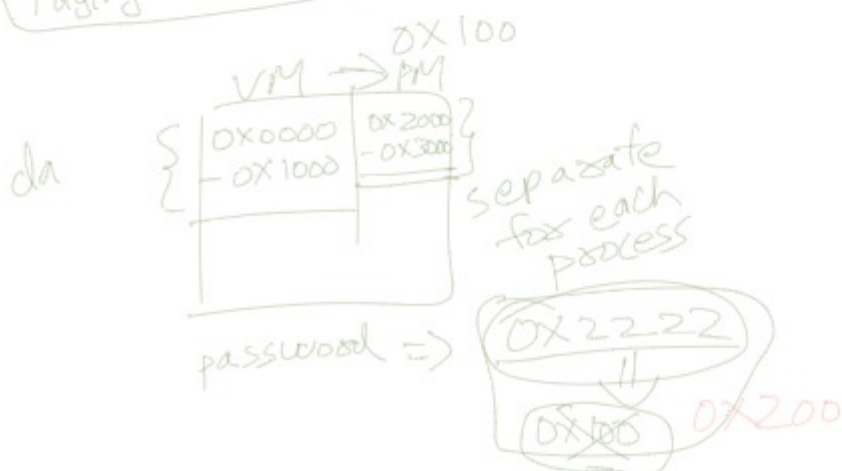 Paging
0X100
VM → PM
0X0000 0X2000
- 0X1000 - 0X3000
da
separate
for each
process
password => 0X2222
0X100 0X200